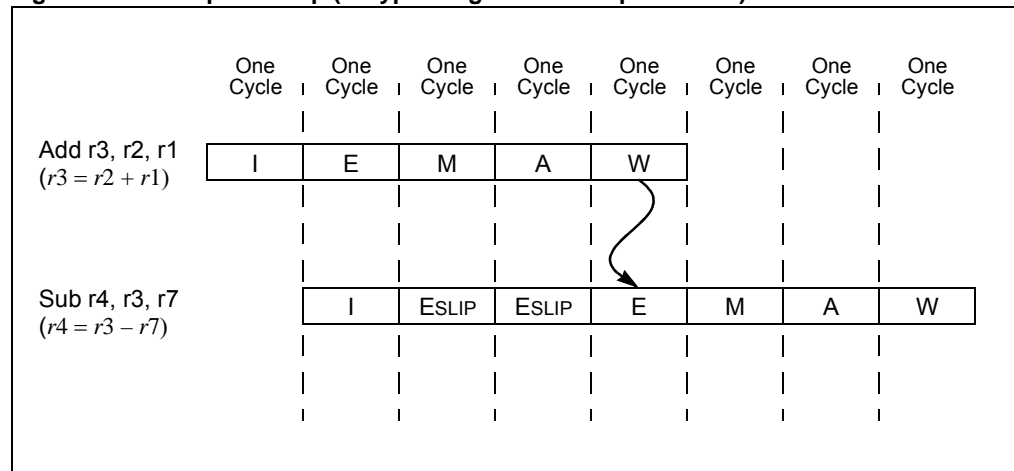 One One One One One One One One
Cycle Cycle Cycle Cycle Cycle Cycle Cycle Cycle
Add r3, r2, r1
(r3 = r2 + r1)
I E M A W
Sub r4, r3, r7
(r4 = r3 – r7)
I ESLIP ESLIP E M A W